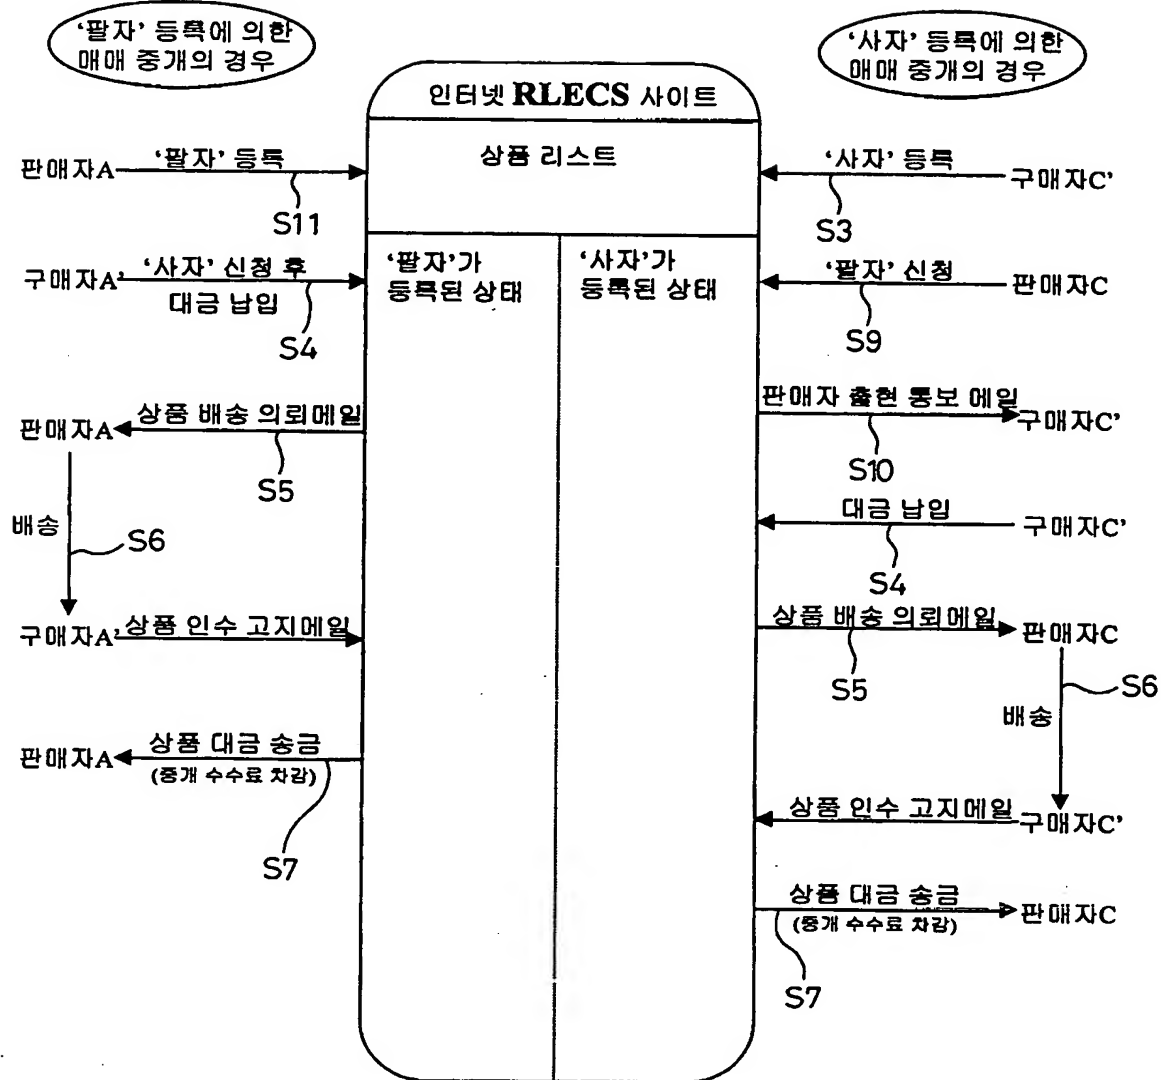 ‘팔자’ 등록에 의한
매매 중개의 경우
‘사자’ 등록에 의한
매매 중개의 경우
인터넷 RLECS 사이트
상품 리스트
판매자A
‘팔자’ 등록
S11
‘사자’ 등록
구매자C’
S3
구매자A’
‘사자’ 신청 후
대금 납입
S4
‘팔자’가
등록된 상태
‘사자’가
등록된 상태
‘팔자’ 신청
판매자C
S9
판매자 출현 통보 메일
구매자C’
S10
판매자A
상품 배송 의뢰메일
S5
대금 납입
구매자C’
S4
배송
S6
구매자A’
상품 인수 고지메일
상품 배송 의뢰메일
판매자C
S5
S6
배송
판매자A
상품 대금 송금
(중개 수수료 차감)
S7
상품 인수 고지메일
구매자C’
상품 대금 송금
(중개 수수료 차감)
판매자C
S7